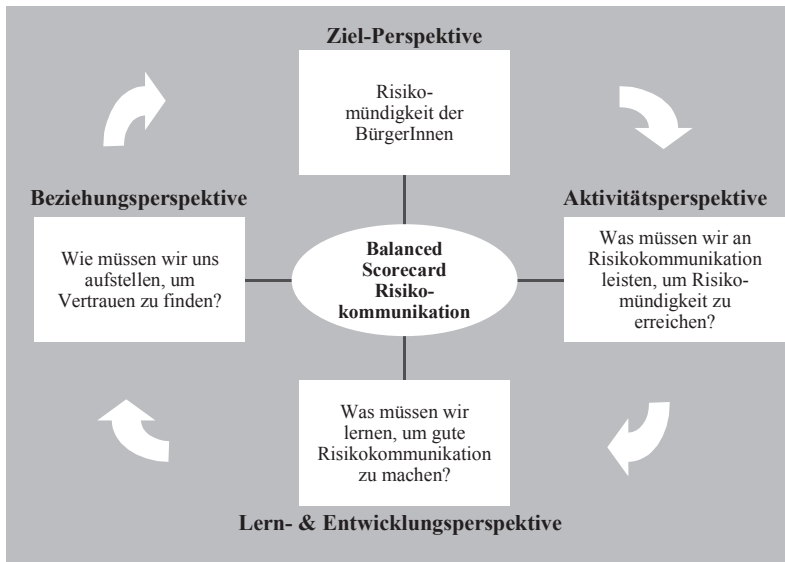 Ziel-Perspektive
Risiko-
mündigkeit der
BürgerInnen
Beziehungsperspektive
Wie müssen wir uns
aufstellen, um
Vertrauen zu finden?
Balanced
Scorecard
Risiko-
kommunikation
Aktivitätsperspektive
Was müssen wir an
Risikokommunikation
leisten, um Risiko-
mündigkeit zu
erreichen?
Was müssen wir
lernen, um gute
Risikokommunikation
zu machen?
Lern- & Entwicklungsperspektive